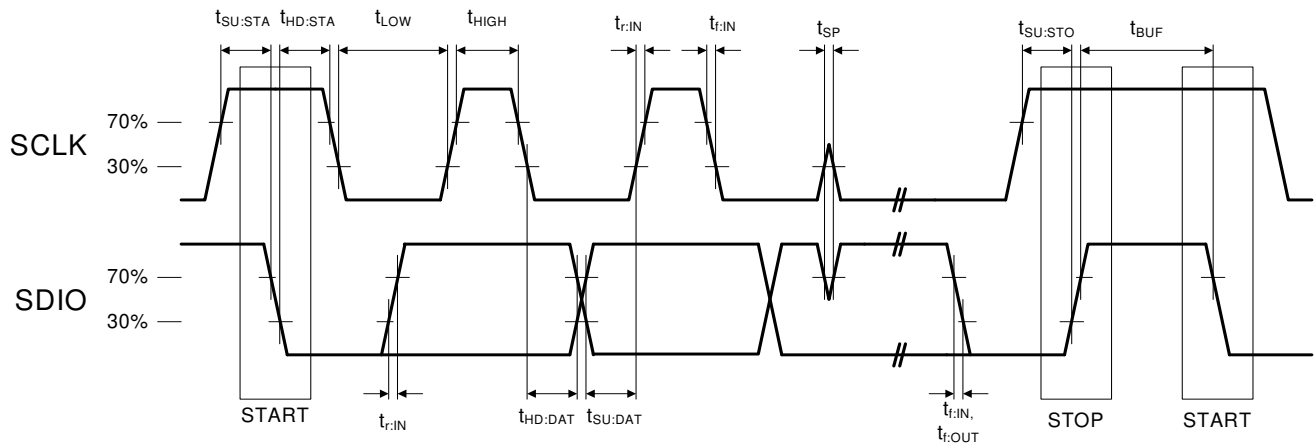 tSU:STA tHD:STA tLOW tHIGH tr:IN tf:IN tSP tSU:STO tBUF
70%
SCLK
30%
70%
SDIO
30%
START tr:IN tHD:DAT tSU:DAT tf:IN, STOP START
tf:OUT